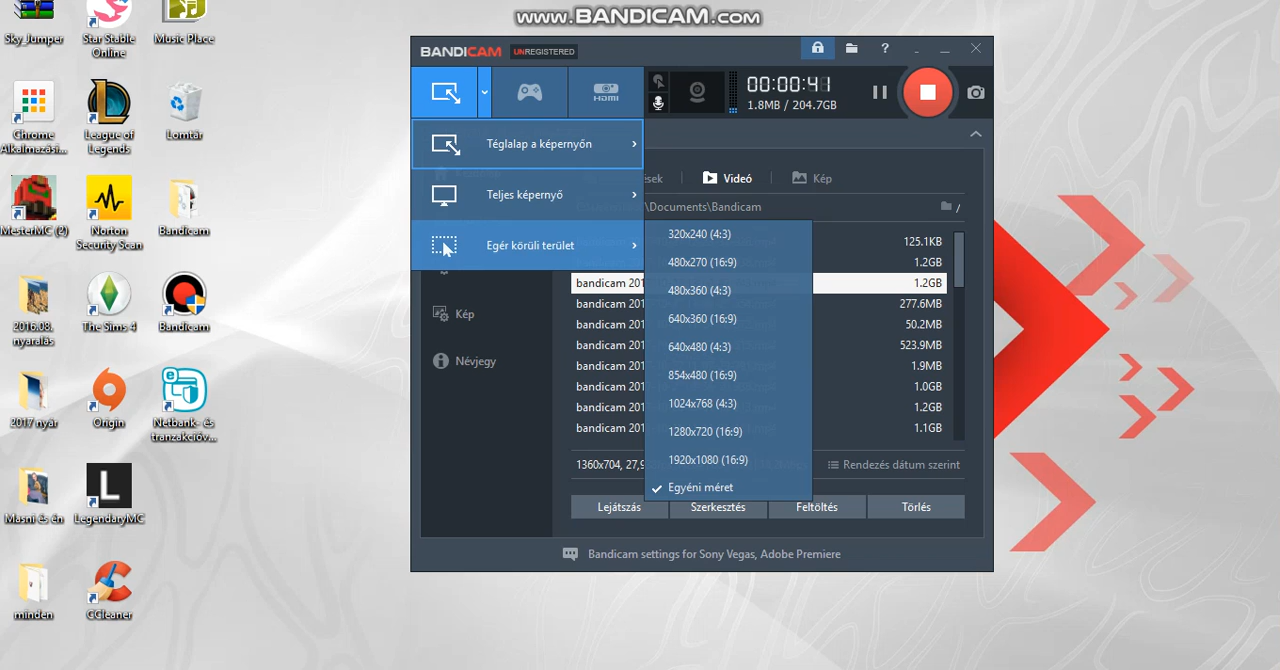 www.BANDICAM.com
Sky_Jumper
Star Stable Online
Music Place
Chrome Alkalmazási...
League of Legends
Lomtár
MesterMC (2)
Norton Security Scan
Bandicam
2016.08. nyaralás
The Sims 4
Bandicam
2017 nyár
Origin
Netbank- és tranzakcióv...
Masni és én
LegendaryMC
minden
CCleaner
BANDICAM UNREGISTERED
?
HDMI
00:00:41
1.8MB / 204.7GB
Téglalap a képernyőn
Teljes képernyő
Egér körüli terület
Videó
Kép
\Documents\Bandicam
/
320x240 (4:3)
480x270 (16:9)
480x360 (4:3)
640x360 (16:9)
640x480 (4:3)
854x480 (16:9)
1024x768 (4:3)
1280x720 (16:9)
1920x1080 (16:9)
Egyéni méret
125.1KB
1.2GB
bandicam 201 1.2GB
bandicam 201 277.6MB
bandicam 201 50.2MB
bandicam 201 523.9MB
bandicam 201 1.9MB
bandicam 201 1.0GB
bandicam 201 1.2GB
bandicam 201 1.1GB
Kép
Névjegy
1360x704, 27,9
Rendezés dátum szerint
Lejátszás
Szerkesztés
Feltöltés
Törlés
Bandicam settings for Sony Vegas, Adobe Premiere